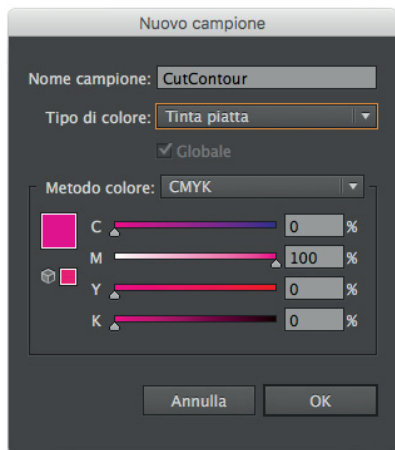 Nuovo campione
Nome campione: CutContour
Tipo di colore: Tinta piatta
Globale
Metodo colore: CMYK
C 0 %
M 100 %
Y 0 %
K 0 %
Annulla OK